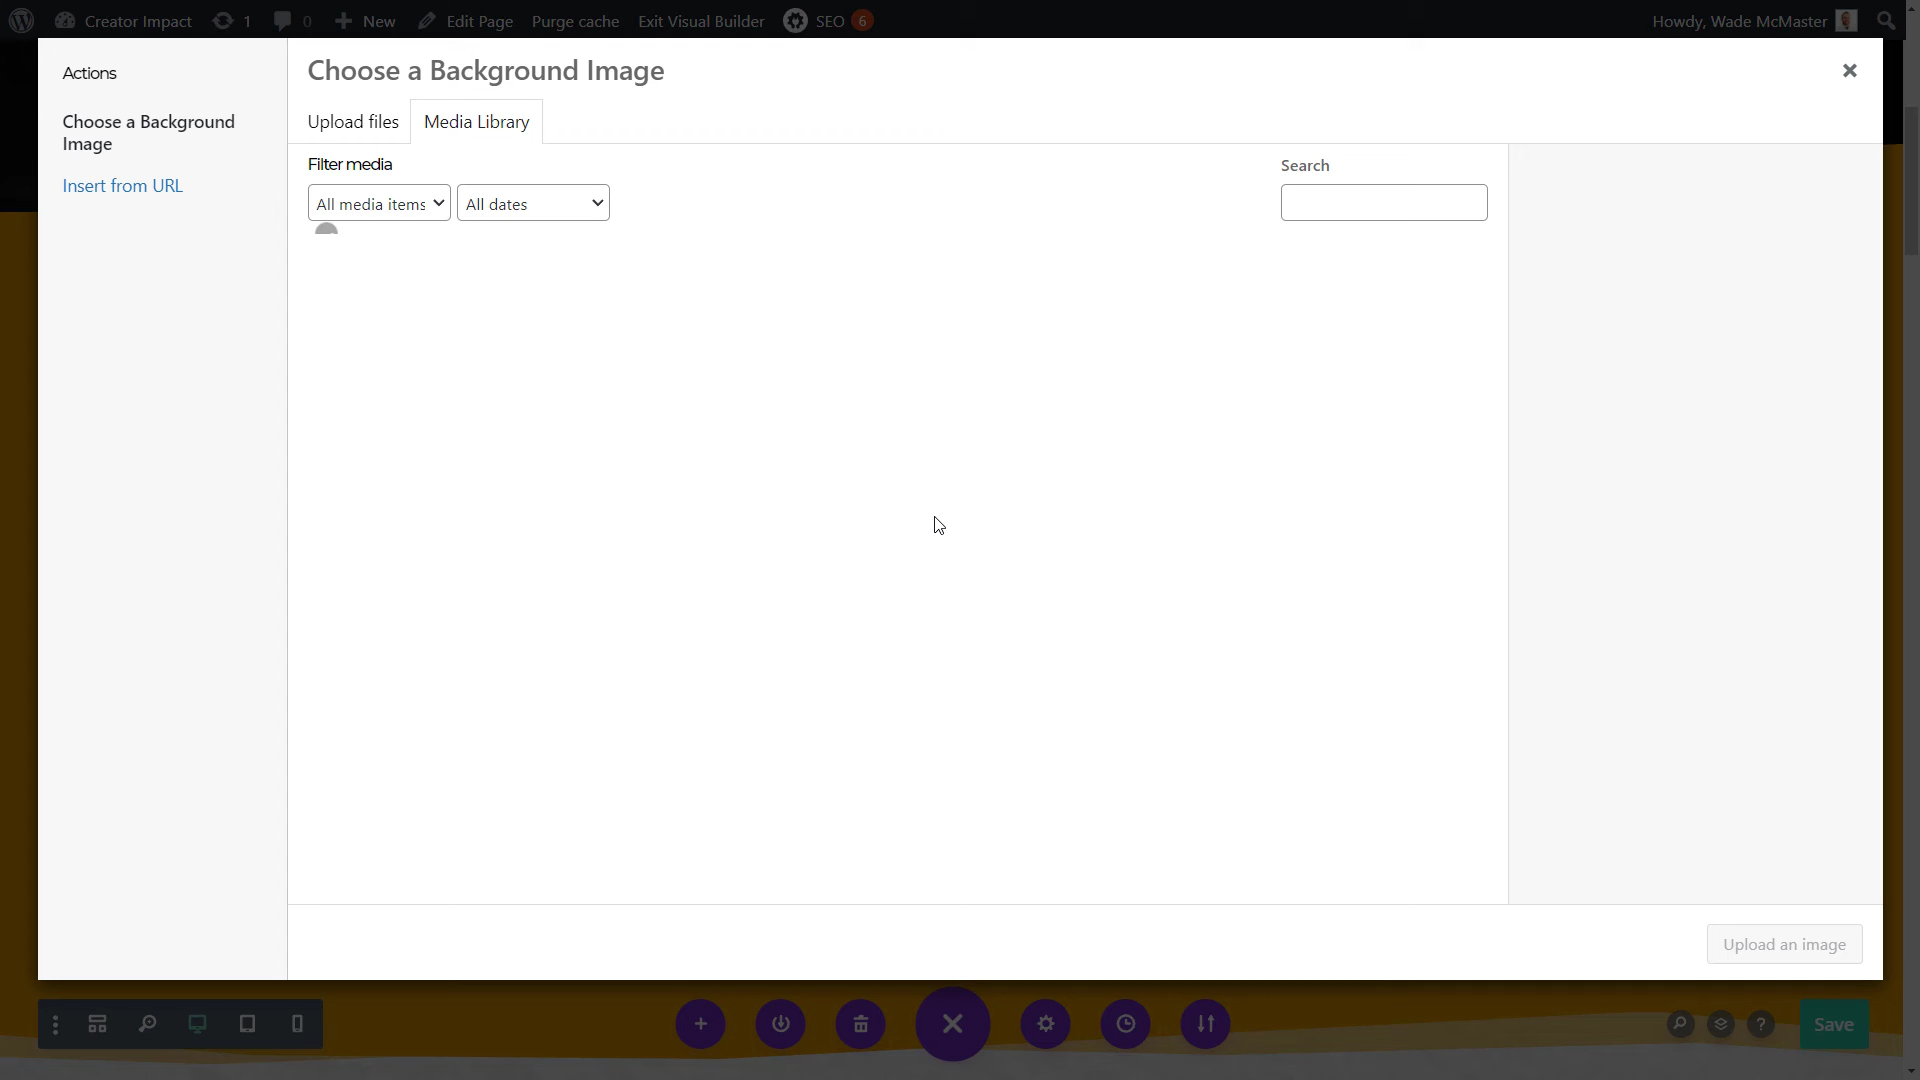 Creator Impact 1 0 New Edit Page Purge cache Exit Visual Builder SEO 6 Howdy, Wade McMaster
Actions
Choose a Background
Image
Insert from URL
Choose a Background Image
Upload files Media Library
Filter media
All media items All dates
Search
Upload an image
? Save